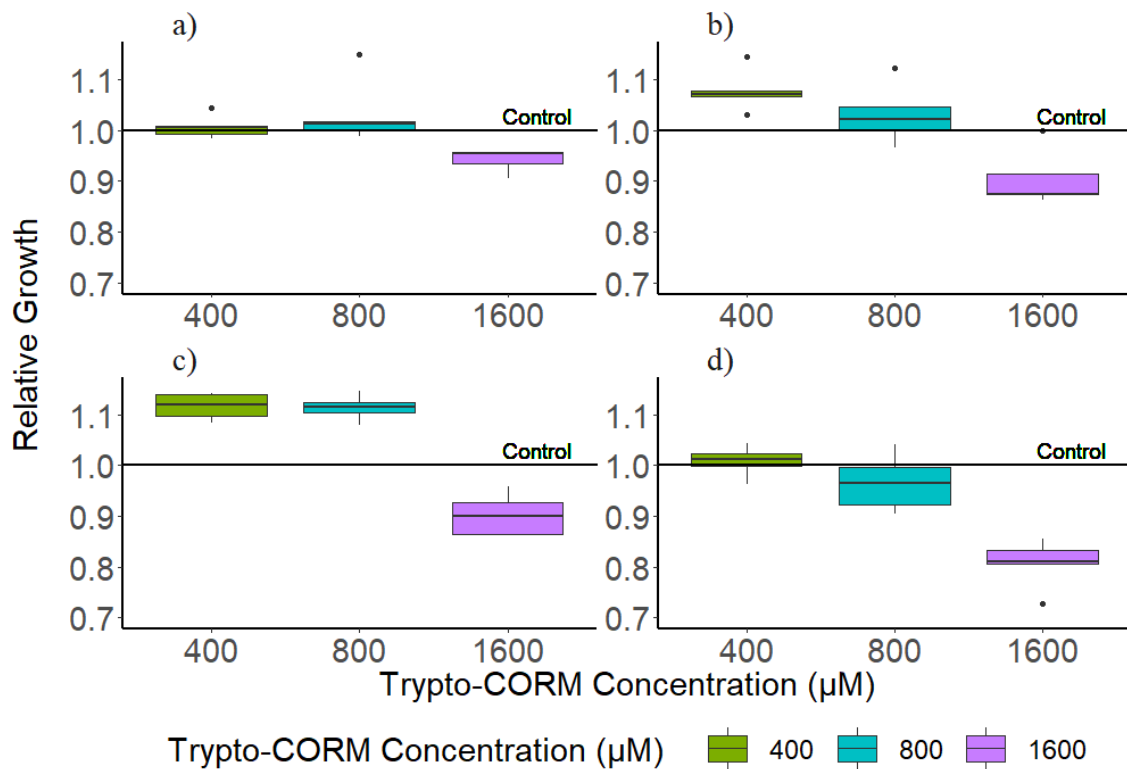 a) b)
1.1 1.1
Control Control
1.0 1.0
0.9 0.9
0.8 0.8
0.7 0.7
400 800 1600 400 800 1600
Relative Growth
c) d)
1.1 1.1
Control Control
1.0 1.0
0.9 0.9
0.8 0.8
0.7 0.7
400 800 1600 400 800 1600
Trypto-CORM Concentration (µM)
Trypto-CORM Concentration (µM) 400 800 1600